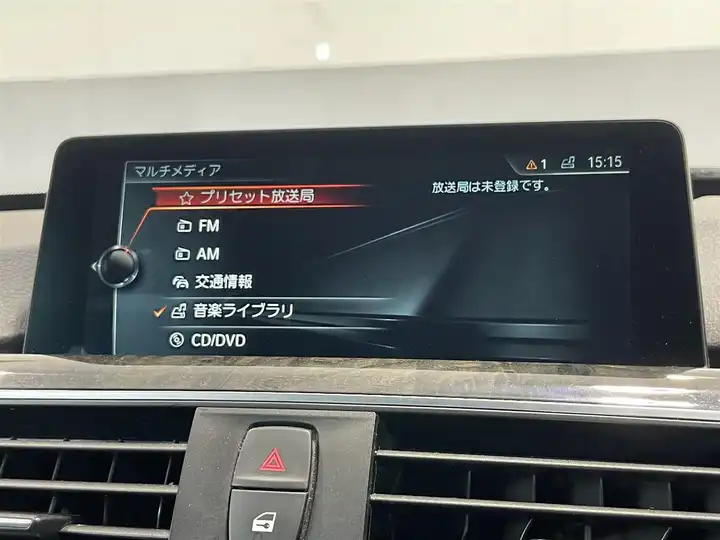 マルチメディア
1 15:15
プリセット放送局
放送局は未登録です。
FM
AM
交通情報
音楽ライブラリ
CD/DVD